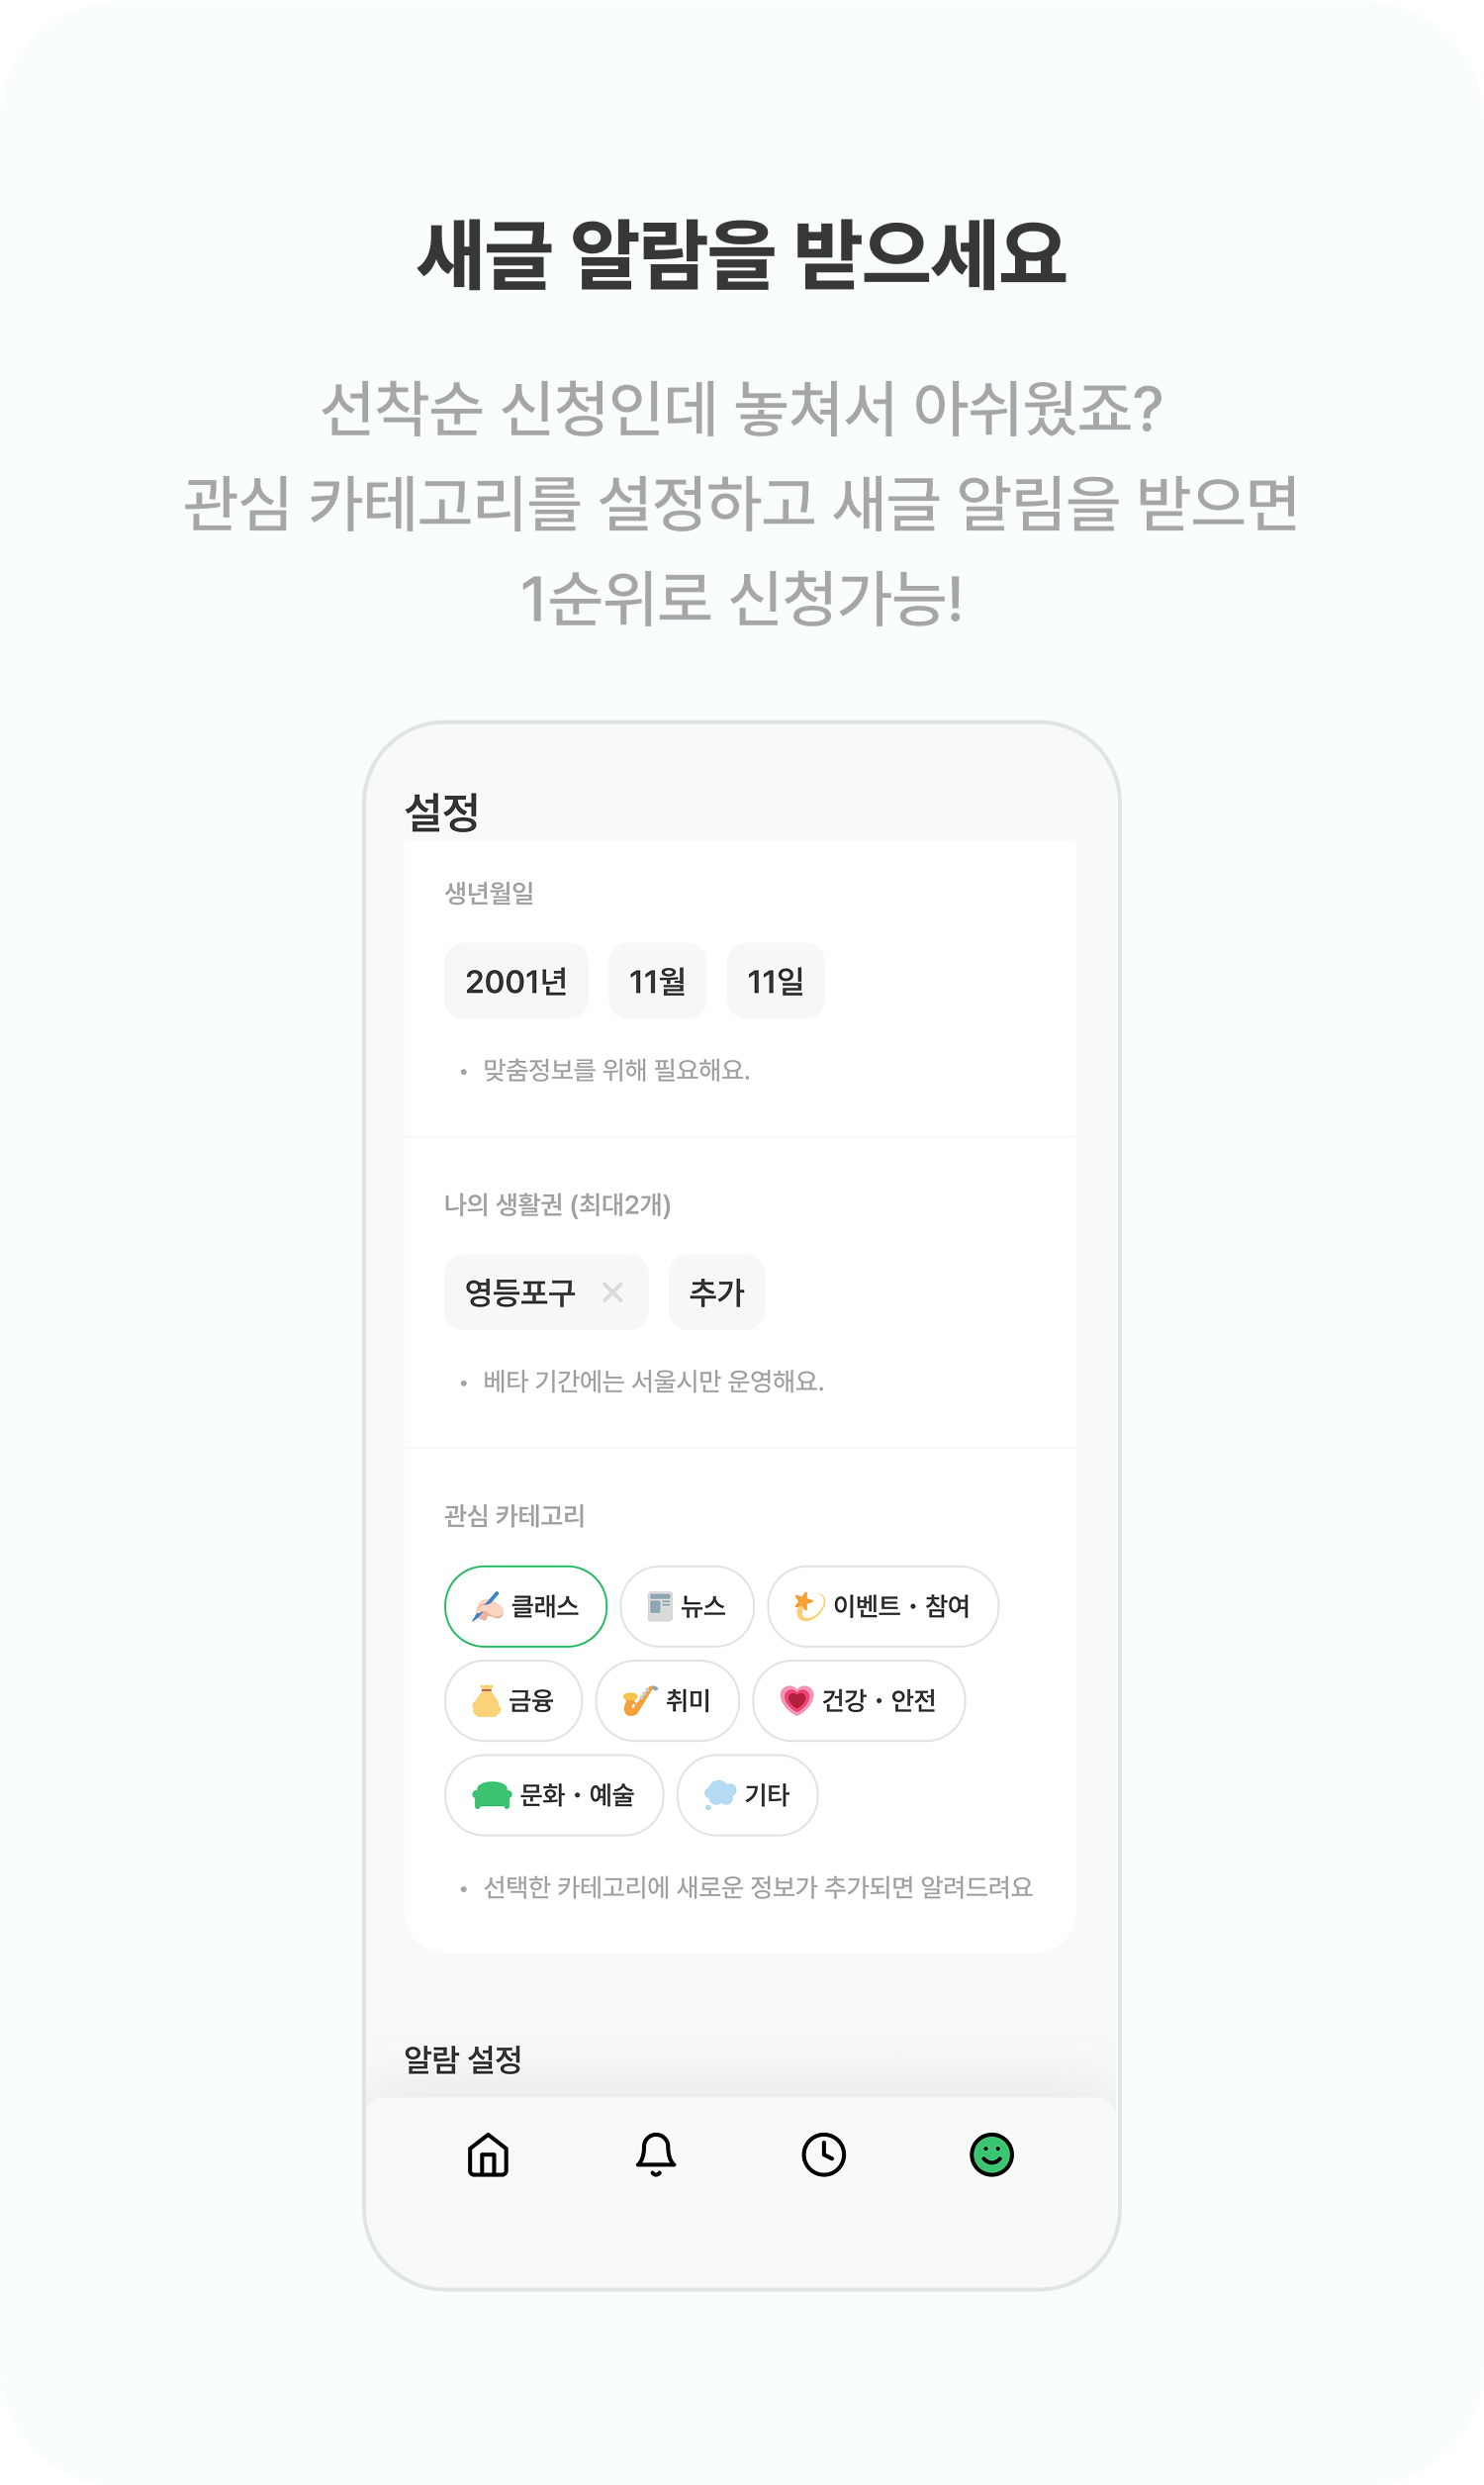 새글 알람을 받으세요
선착순 신청인데 놓쳐서 아쉬웠죠?
관심 카테고리를 설정하고 새글 알림을 받으면
1순위로 신청가능!
설정
생년월일
2001년 11월 11일
• 맞춤정보를 위해 필요해요.
나의 생활권 (최대2개)
영등포구 × 추가
• 베타 기간에는 서울시만 운영해요.
관심 카테고리
클래스 뉴스 이벤트 • 참여
금융 취미 건강 • 안전
문화 • 예술 기타
• 선택한 카테고리에 새로운 정보가 추가되면 알려드려요
알람 설정